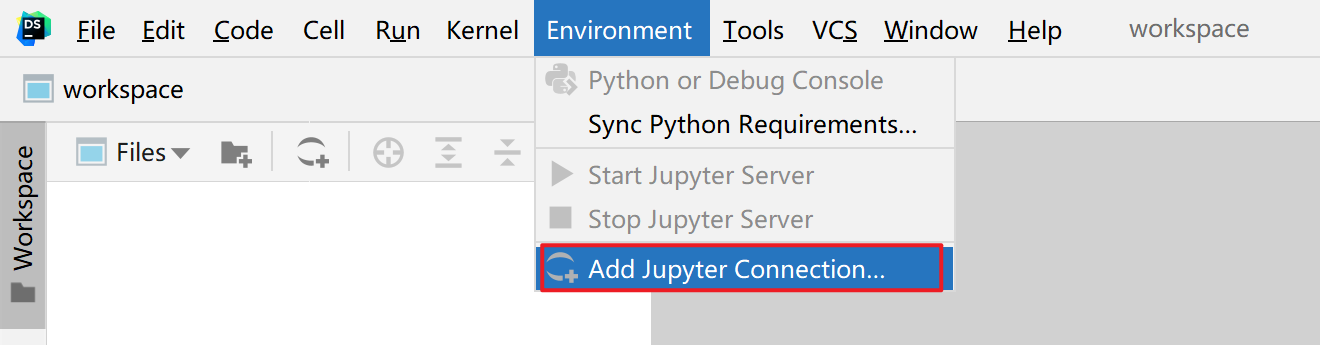 DS File Edit Code Cell Run Kernel Environment Tools VCS Window Help workspace
workspace
Python or Debug Console
Sync Python Requirements...
Workspace
Files
Start Jupyter Server
Stop Jupyter Server
Add Jupyter Connection...